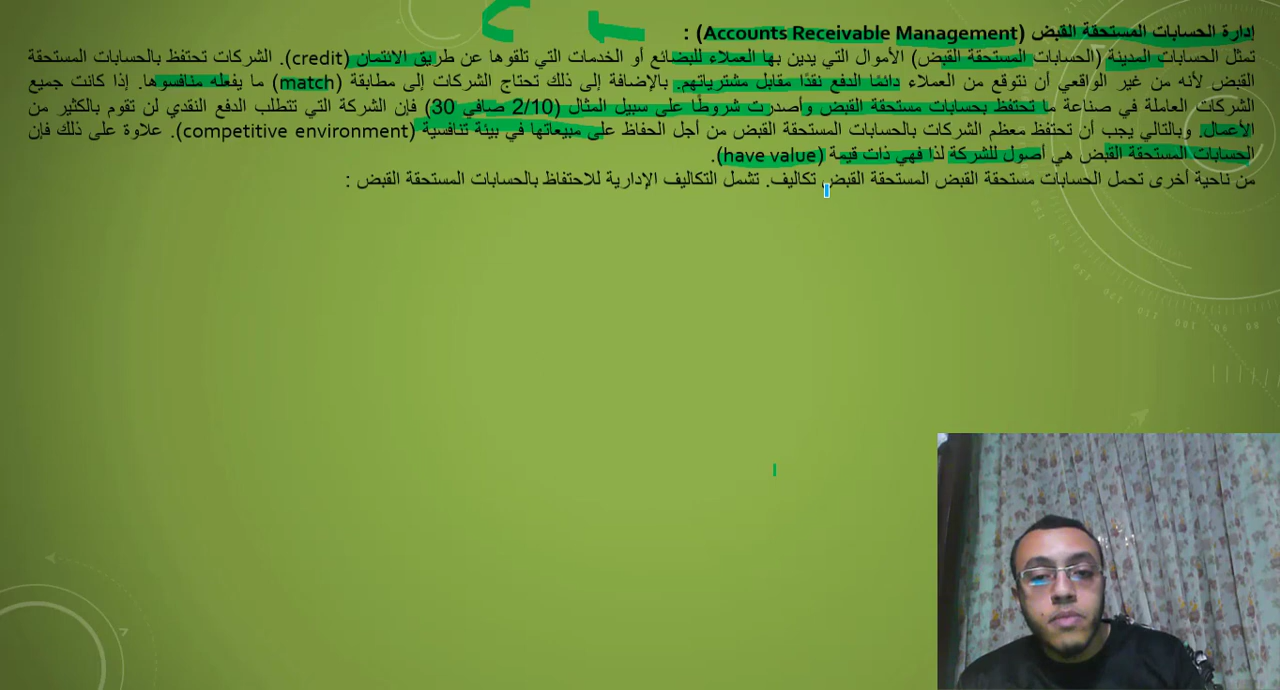 إدارة الحسابات المستحقة القبض (Accounts Receivable Management) :
تمثل الحسابات المدينة (الحسابات المستحقة القبض) الأموال التي يدين بها العملاء للبضائع أو الخدمات التي تلقوها عن طريق الائتمان (credit). الشركات تحتفظ بالحسابات المستحقة
القبض لأنه من غير الواقعي أن نتوقع من العملاء دائمًا الدفع نقدًا مقابل مشترياتهم. بالإضافة إلى ذلك تحتاج الشركات إلى مطابقة (match) ما يفعله منافسوها. إذا كانت جميع
الشركات العاملة في صناعة ما تحتفظ بحسابات مستحقة القبض وأصدرت شروطًا على سبيل المثال (2/10 صافي 30) فإن الشركة التي تتطلب الدفع النقدي لن تقوم بالكثير من
الأعمال. وبالتالي يجب أن تحتفظ معظم الشركات بالحسابات المستحقة القبض من أجل الحفاظ على مبيعاتها في بيئة تنافسية (competitive environment). علاوة على ذلك فإن
الحسابات المستحقة القبض هي أصول للشركة لذا فهي ذات قيمة (have value).
من ناحية أخرى تحمل الحسابات مستحقة القبض المستحقة القبض تكاليف. تشمل التكاليف الإدارية للاحتفاظ بالحسابات المستحقة القبض :